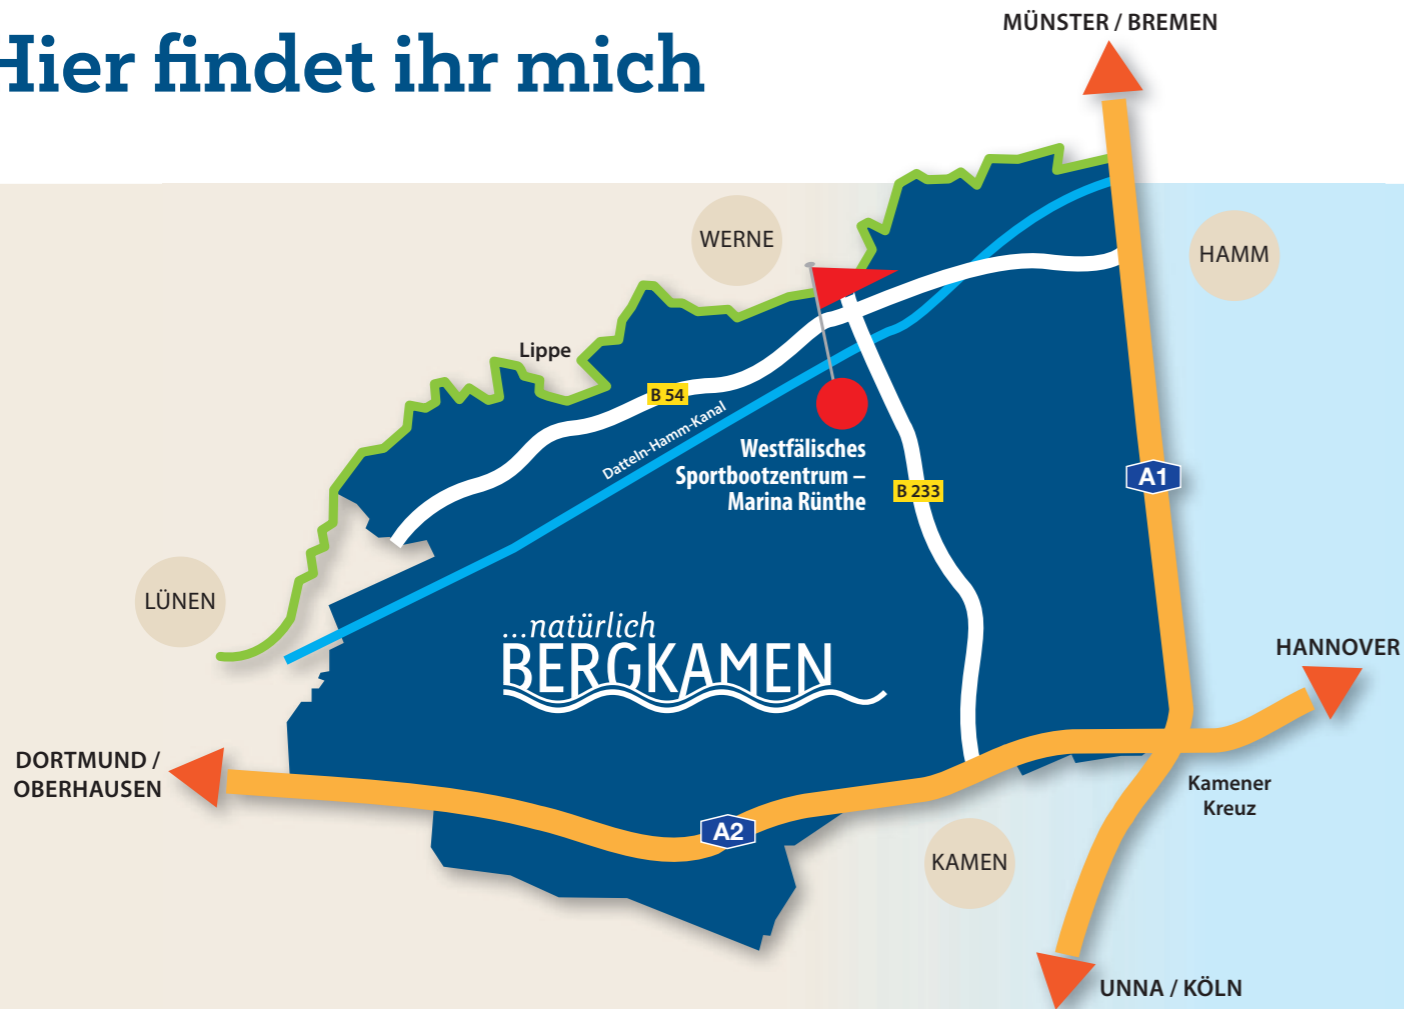 Hier findet ihr mich
MÜNSTER / BREMEN
WERNE
HAMM
Lippe
B 54
Datteln-Hamm-Kanal
Westfälisches
Sportbootzentrum –
Marina Rünthe
B 233
A1
LÜNEN
...natürlich
BERGKAMEN
HANNOVER
DORTMUND /
OBERHAUSEN
Kamener
Kreuz
A2
KAMEN
UNNA / KÖLN